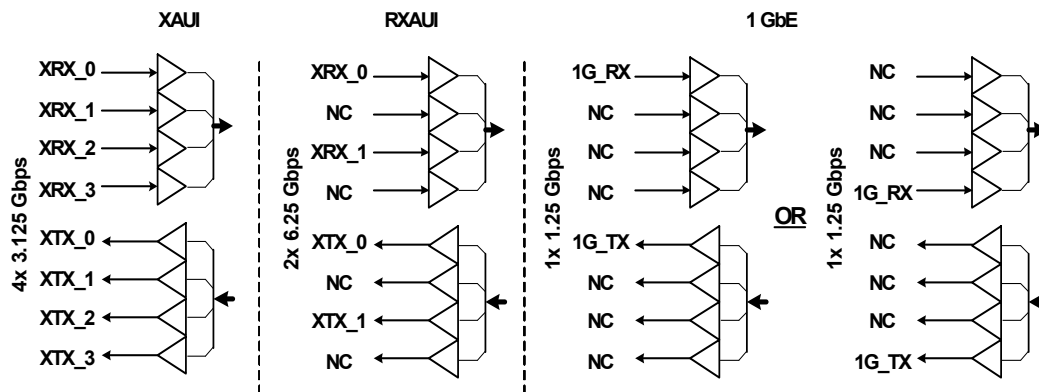 XAUI
RXAUI
1 GbE
4x 3.125 Gbps
XRX_0
XRX_1
XRX_2
XRX_3
XTX_0
XTX_1
XTX_2
XTX_3
2x 6.25 Gbps
XRX_0
NC
XRX_1
NC
XTX_0
NC
XTX_1
NC
1x 1.25 Gbps
1G_RX
NC
NC
NC
1G_TX
NC
NC
NC
OR
1x 1.25 Gbps
NC
NC
NC
1G_RX
NC
NC
NC
1G_TX